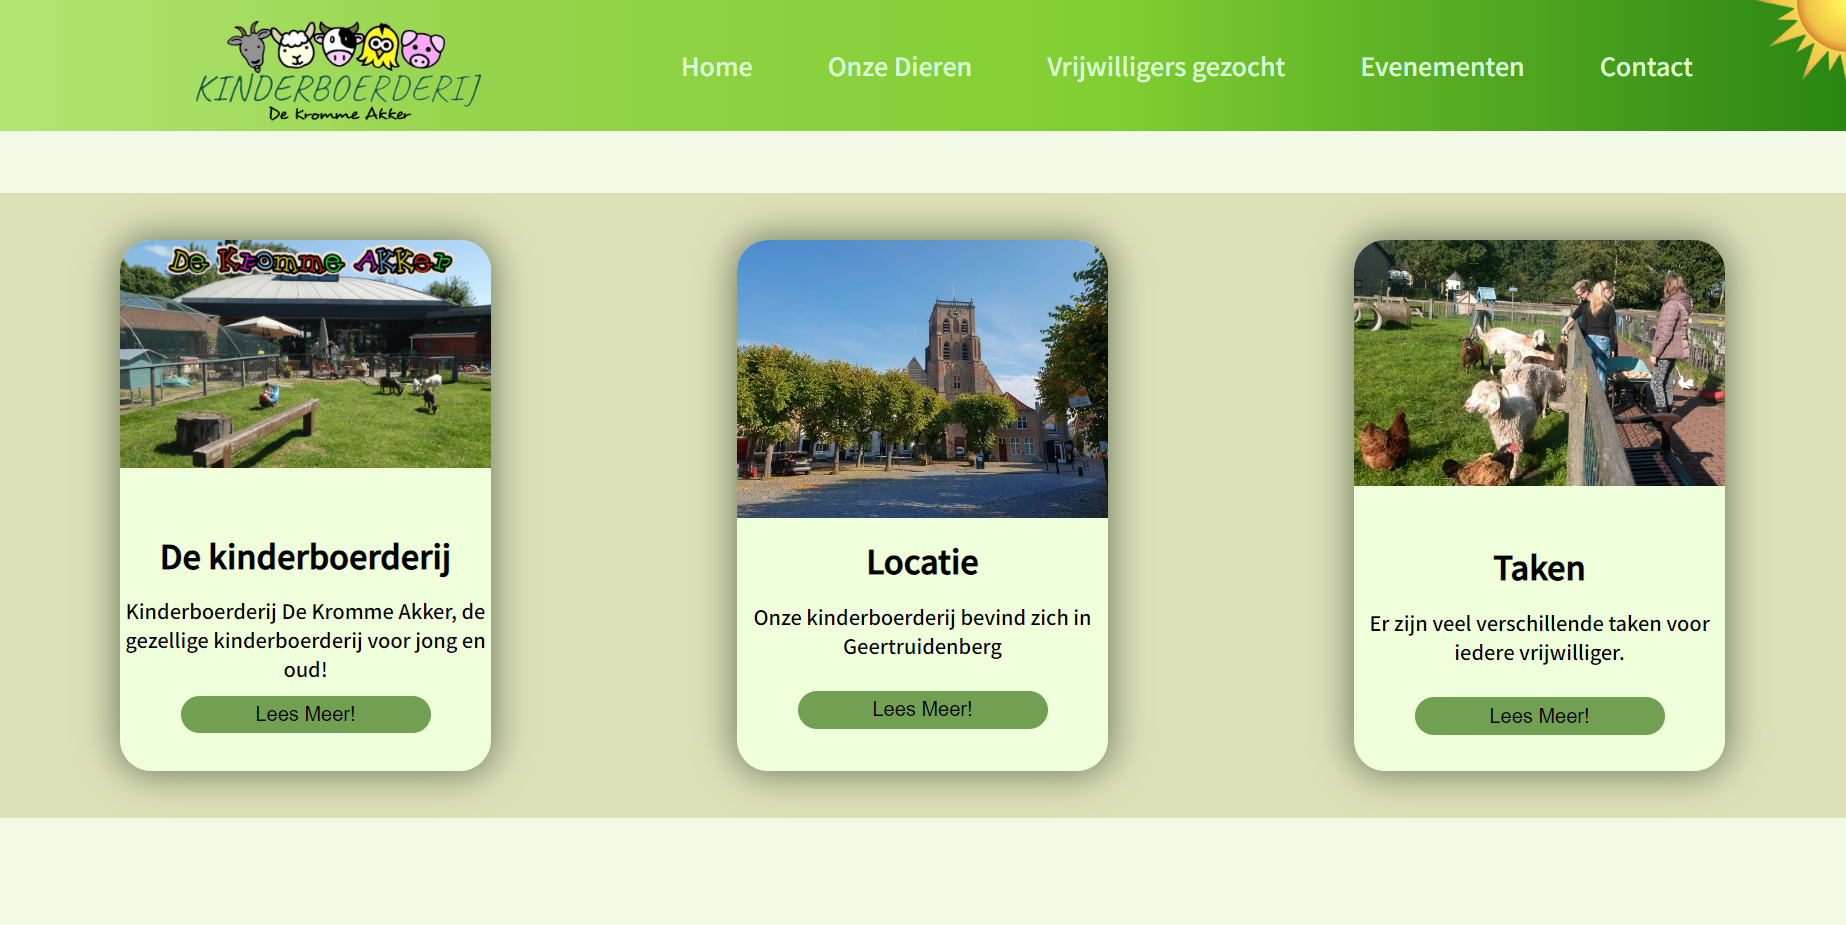 KINDERBOERDERIJ
De Kromme Akker
Home
Onze Dieren
Vrijwilligers gezocht
Evenementen
Contact
De Kromme Akker
De kinderboerderij
Kinderboerderij De Kromme Akker, de
gezellige kinderboerderij voor jong en
oud!
Lees Meer!
Locatie
Onze kinderboerderij bevind zich in
Geertruidenberg
Lees Meer!
Taken
Er zijn veel verschillende taken voor
iedere vrijwilliger.
Lees Meer!